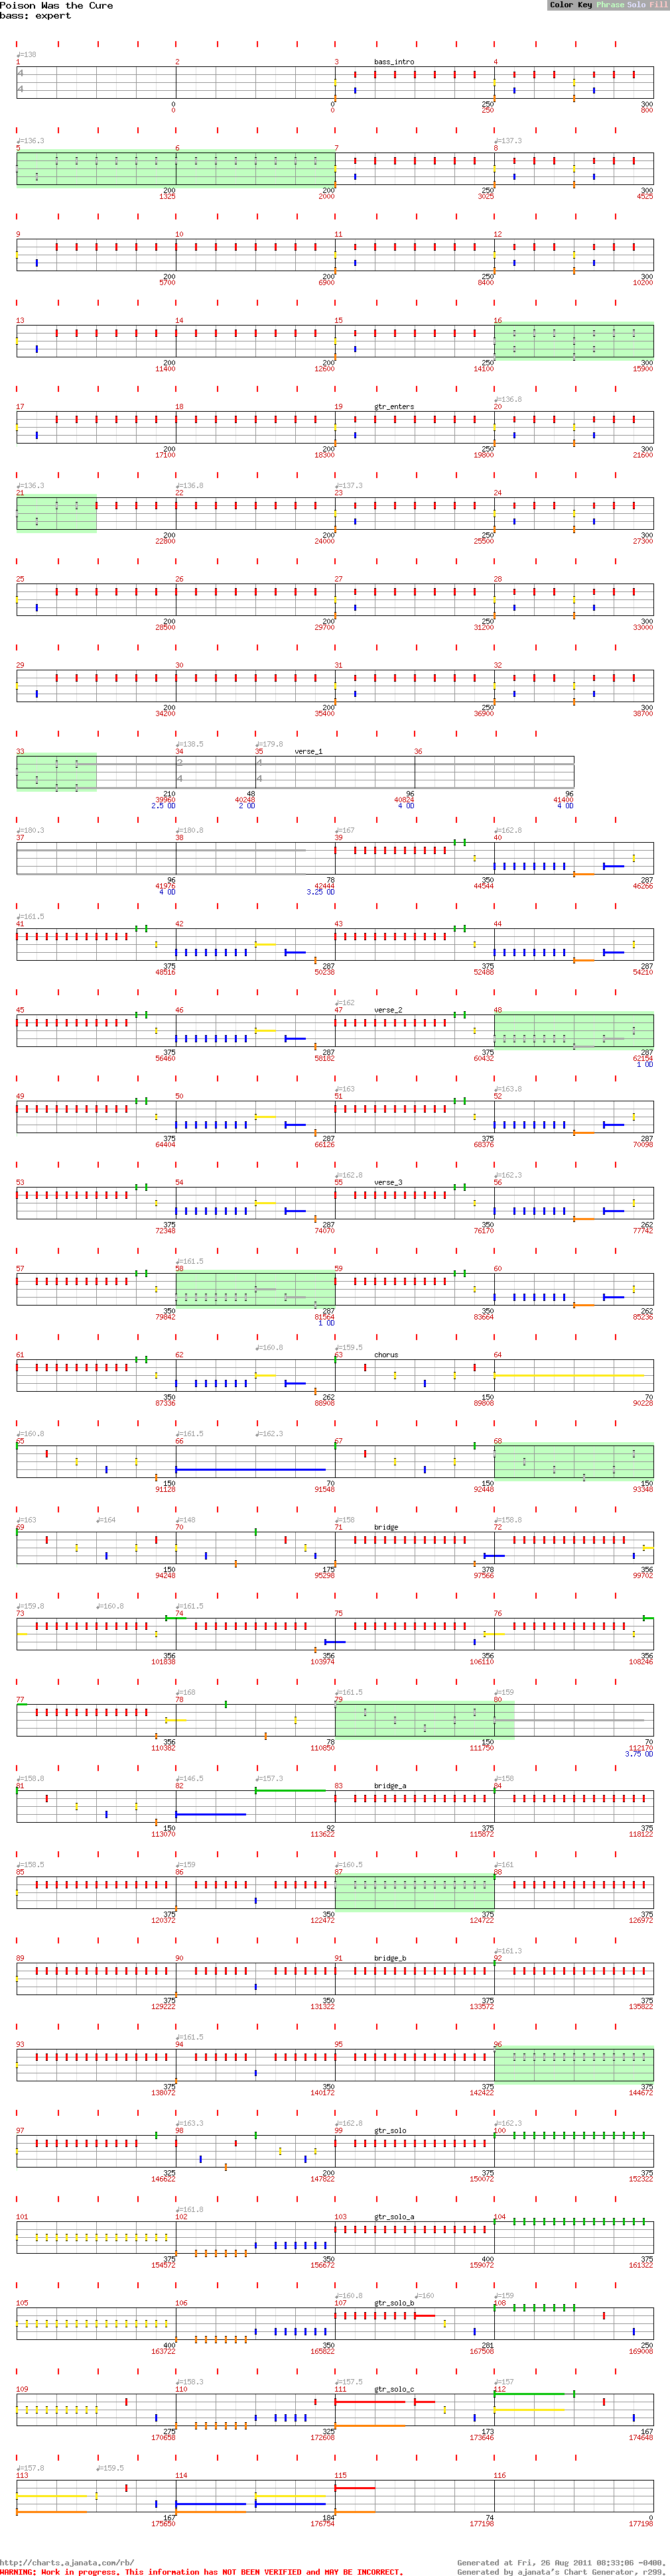 Poison Was the Cure
bass: expert
Color Key Phrase Solo Fill
♩=138
1 2 3 bass_intro 4
4
4
0 0 250 300
0 0 250 800
♩=136.3 ♩=137.3
5 6 7 8
200 200 250 300
1325 2000 3025 4525
9 10 11 12
200 200 250 300
5700 6900 8400 10200
13 14 15 16
200 200 250 300
11400 12600 14100 15900
♩=136.8
17 18 19 gtr_enters 20
200 200 250 300
17100 18300 19800 21600
♩=136.3 ♩=136.8 ♩=137.3
21 22 23 24
200 200 250 300
22800 24000 25500 27300
25 26 27 28
200 200 250 300
28500 29700 31200 33000
29 30 31 32
200 200 250 300
34200 35400 36900 38700
♩=138.5 ♩=179.8
33 34 35 verse_1 36
2 4
4 4
210 48 96 96
39960 40248 40824 41400
2.5 OD 2 OD 4 OD 4 OD
♩=180.3 ♩=180.8 ♩=167 ♩=162.8
37 38 39 40
96 78 350 287
41976 42444 44544 46266
4 OD 3.25 OD
♩=161.5
41 42 43 44
375 287 375 287
48516 50238 52488 54210
♩=162
45 46 47 verse_2 48
375 287 375 287
56460 58182 60432 62154
1 OD
♩=163 ♩=163.8
49 50 51 52
375 287 375 287
64404 66126 68376 70098
♩=162.8 ♩=162.3
53 54 55 verse_3 56
375 287 350 262
72348 74070 76170 77742
♩=161.5
57 58 59 60
350 287 350 262
79842 81564 83664 85236
1 OD
♩=160.8 ♩=159.5
61 62 63 chorus 64
350 262 150 70
87336 88908 89808 90228
♩=160.8 ♩=161.5 ♩=162.3
65 66 67 68
150 70 150 150
91128 91548 92448 93348
♩=163 ♩=164 ♩=148 ♩=158 ♩=158.8
69 70 71 bridge 72
150 175 378 356
94248 95298 97566 99702
♩=159.8 ♩=160.8 ♩=161.5
73 74 75 76
356 356 356 356
101838 103974 106110 108246
♩=168 ♩=161.5 ♩=159
77 78 79 80
356 78 150 70
110382 110850 111750 112170
3.75 OD
♩=158.8 ♩=146.5 ♩=157.3 ♩=158
81 82 83 bridge_a 84
150 92 375 375
113070 113622 115872 118122
♩=158.5 ♩=159 ♩=160.5 ♩=161
85 86 87 88
375 350 375 375
120372 122472 124722 126972
♩=161.3
89 90 91 bridge_b 92
375 350 375 375
129222 131322 133572 135822
♩=161.5
93 94 95 96
375 350 375 375
138072 140172 142422 144672
♩=163.3 ♩=162.8 ♩=162.3
97 98 99 gtr_solo 100
325 200 375 375
146622 147822 150072 152322
♩=161.8
101 102 103 gtr_solo_a 104
375 350 400 375
154572 156672 159072 161322
♩=160.8 ♩=160 ♩=159
105 106 107 gtr_solo_b 108
400 350 281 250
163722 165822 167508 169008
♩=158.3 ♩=157.5 ♩=157
109 110 111 gtr_solo_c 112
275 325 173 167
170658 172608 173646 174648
♩=157.8 ♩=159.5
113 114 115 116
167 184 74 0
175650 176754 177198 177198
http://charts.ajanata.com/rb/ Generated at Fri, 26 Aug 2011 08:33:06 -0400.
WARNING: Work in progress. This information has NOT BEEN VERIFIED and MAY BE INCORRECT. Generated by ajanata's Chart Generator, r299.